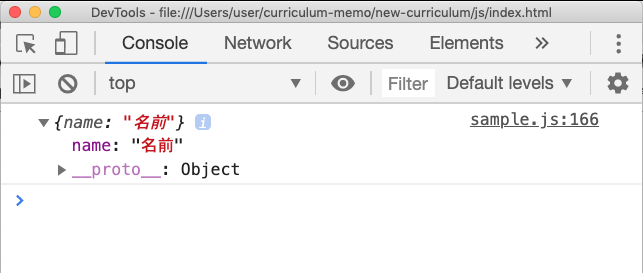 DevTools - file:///Users/user/curriculum-memo/new-curriculum/js/index.html
Console Network Sources Elements »
top ▼ Filter Default levels ▼
▼{name: "名前"} i sample.js:166
name: "名前"
▶__proto__: Object
>